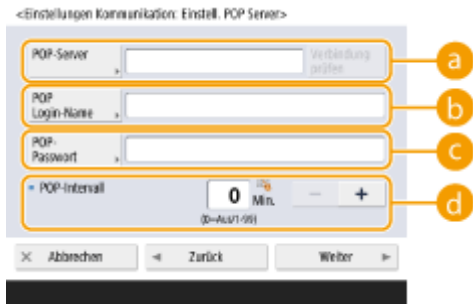 <Einstellungen Kommunikation: Einstell. POP Server>
POP-Server
Verbindung
prüfen
a
POP
Login-Name
b
POP-
Passwort
c
POP-Intervall
0
Min.
− +
(0=Aus/1-99)
d
× Abbrechen ◄ Zurück Weiter ►